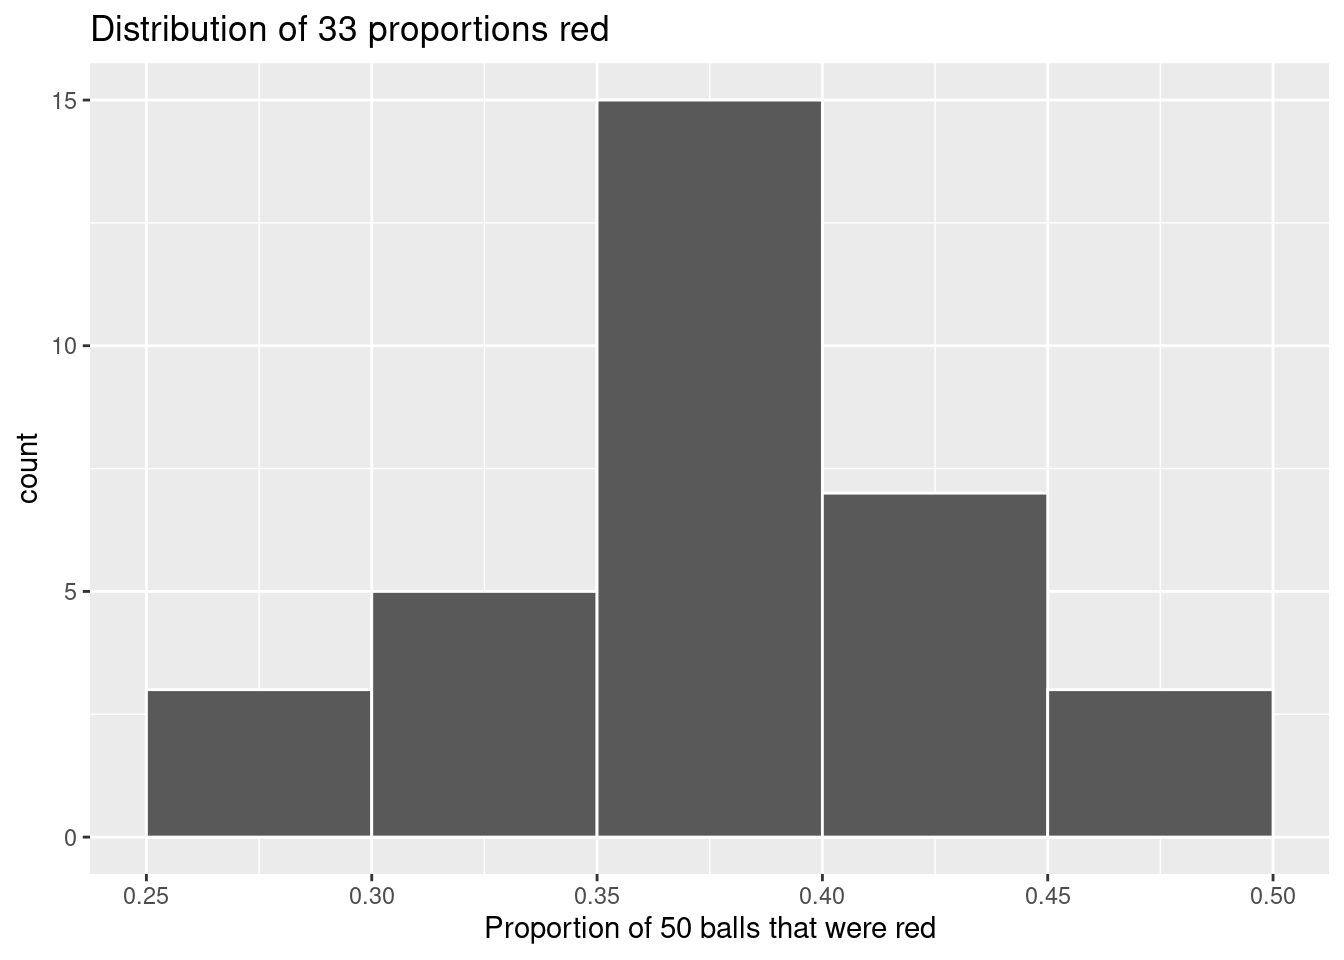 Distribution of 33 proportions red
15
10
5
0
count
0.25 0.30 0.35 0.40 0.45 0.50
Proportion of 50 balls that were red